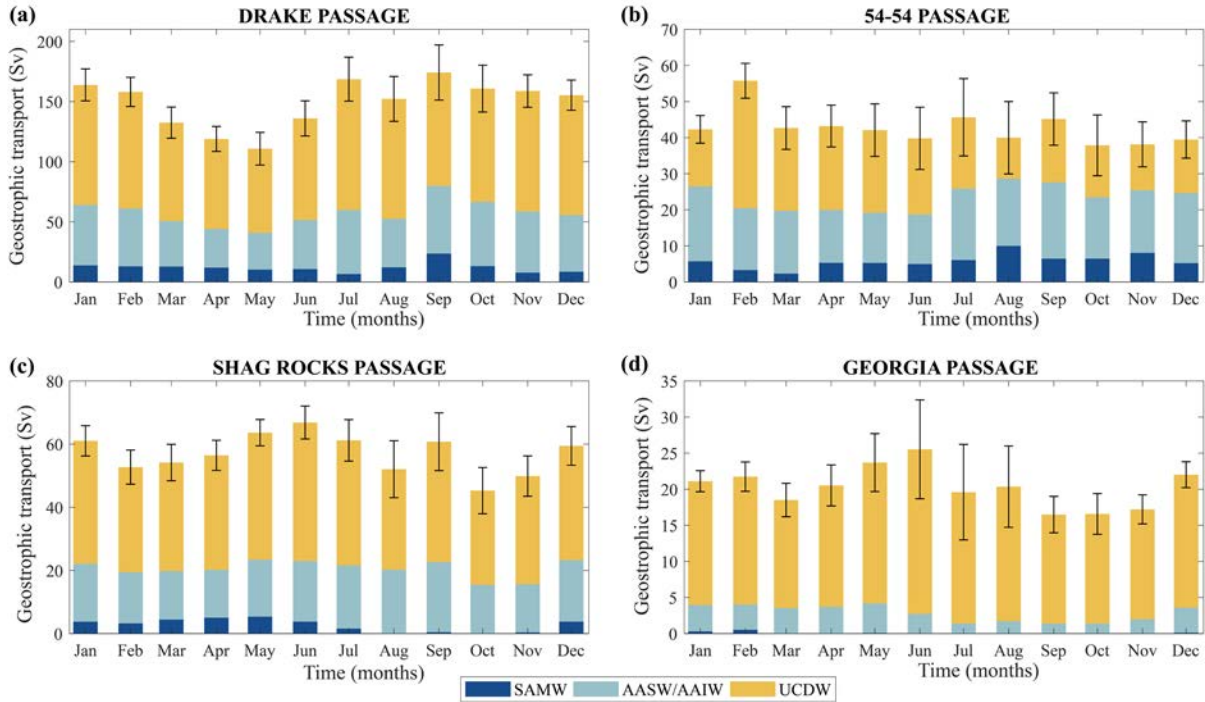 (a) DRAKE PASSAGE
Geostrophic transport (Sv)
200
150
100
50
0
Jan Feb Mar Apr May Jun Jul Aug Sep Oct Nov Dec
Time (months)
(b) 54-54 PASSAGE
Geostrophic transport (Sv)
70
60
50
40
30
20
10
0
Jan Feb Mar Apr May Jun Jul Aug Sep Oct Nov Dec
Time (months)
(c) SHAG ROCKS PASSAGE
Geostrophic transport (Sv)
80
60
40
20
0
Jan Feb Mar Apr May Jun Jul Aug Sep Oct Nov Dec
Time (months)
(d) GEORGIA PASSAGE
Geostrophic transport (Sv)
35
30
25
20
15
10
5
0
Jan Feb Mar Apr May Jun Jul Aug Sep Oct Nov Dec
Time (months)
SAMW AASW/AAIW UCDW